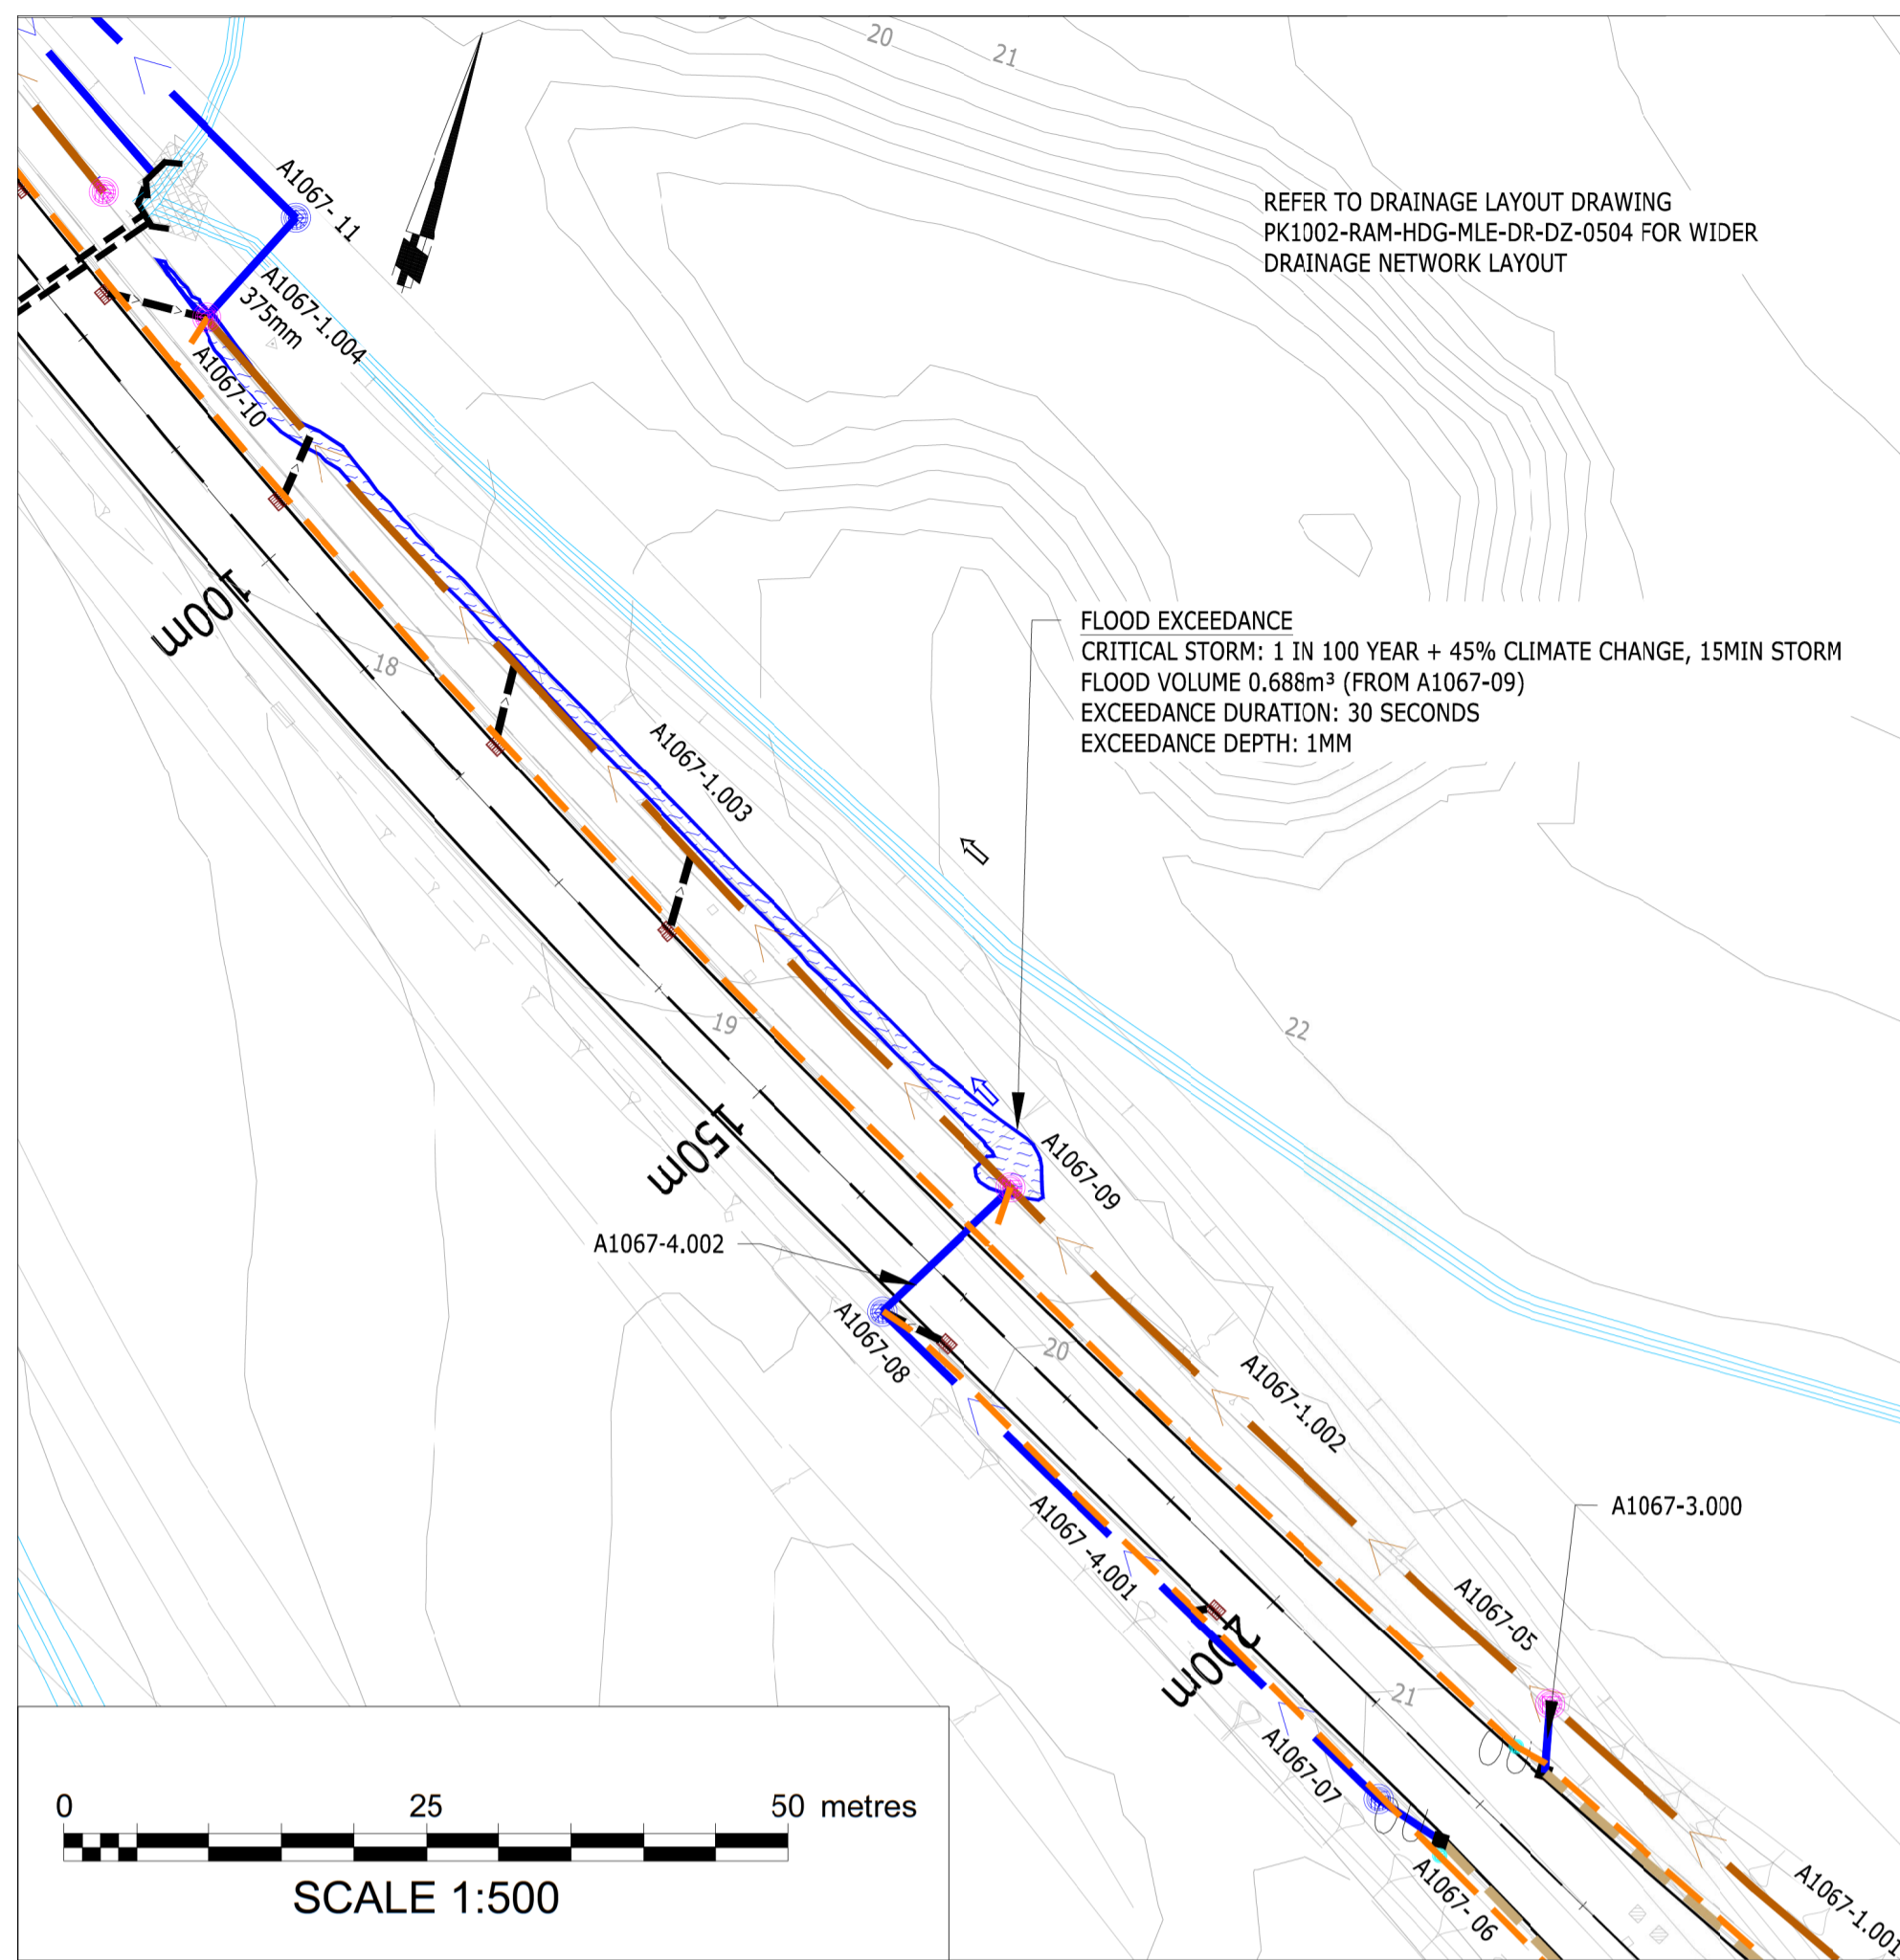 20
21
A1067- 11
REFER TO DRAINAGE LAYOUT DRAWING
PK1002-RAM-HDG-MLE-DR-DZ-0504 FOR WIDER
DRAINAGE NETWORK LAYOUT
A1067-1.004
375mm
A1067-10
100m
18
FLOOD EXCEEDANCE
CRITICAL STORM: 1 IN 100 YEAR + 45% CLIMATE CHANGE, 15MIN STORM
FLOOD VOLUME 0.688m³ (FROM A1067-09)
EXCEEDANCE DURATION: 30 SECONDS
EXCEEDANCE DEPTH: 1MM
A1067-1.003
19
22
150m
A1067-09
A1067-4.002
A1067-08
20
A1067-1.002
A1067-3.000
A1067 -4.001
A1067-05
200m
21
A1067-07
A1067- 06
A1067-1.001
0 25 50 metres
SCALE 1:500